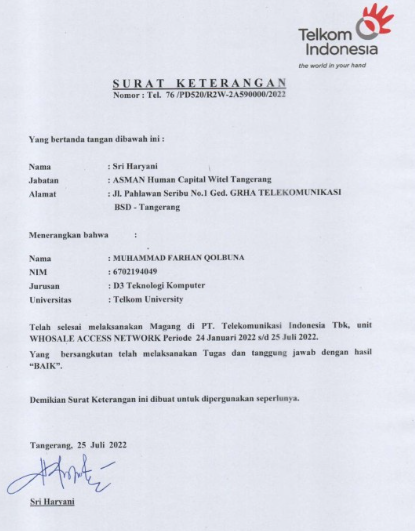 Telkom
Indonesia
the world in your hand
SURAT KETERANGAN
Nomor : Tel. 76 /PD520/R2W-2A590000/2022
Yang bertanda tangan dibawah ini :
Nama : Sri Haryani
Jabatan : ASMAN Human Capital Witel Tangerang
Alamat : Jl. Pahlawan Seribu No.1 Ged. GRHA TELEKOMUNIKASI
BSD - Tangerang
Menerangkan bahwa :
Nama : MUHAMMAD FARHAN QOLBUNA
NIM : 6702194049
Jurusan : D3 Teknologi Komputer
Universitas : Telkom University
Telah selesai melaksanakan Magang di PT. Telekomunikasi Indonesia Tbk, unit
WHOSALE ACCESS NETWORK Periode 24 Januari 2022 s/d 25 Juli 2022.
Yang bersangkutan telah melaksanakan Tugas dan tanggung jawab dengan hasil
“BAIK”.
Demikian Surat Keterangan ini dibuat untuk dipergunakan seperlunya.
Tangerang, 25 Juli 2022
Sri Haryani